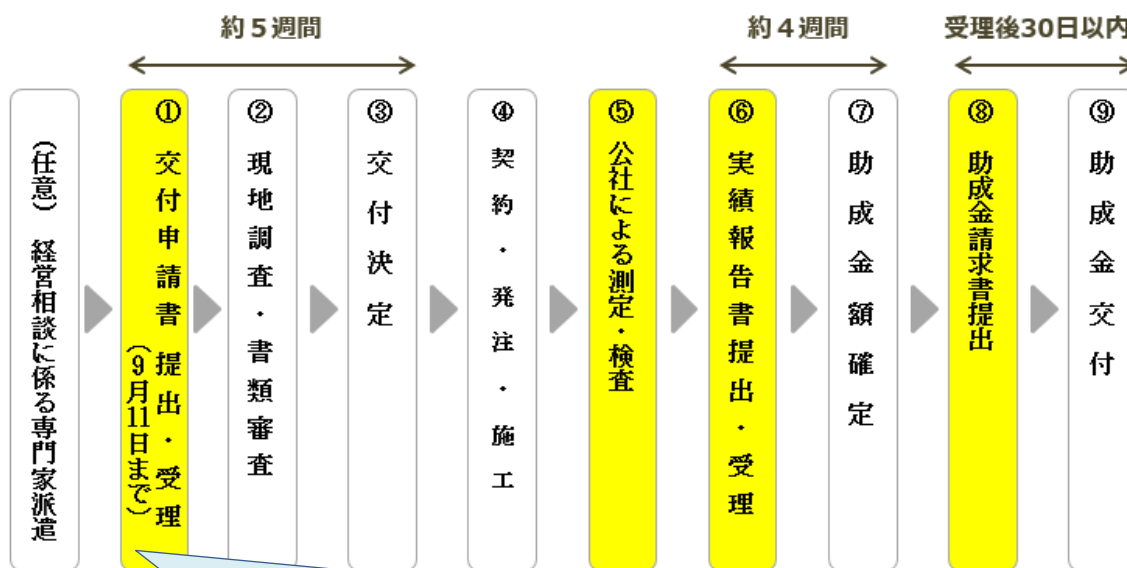 約５週間
約４週間
受理後30日以内
（任意）　経営相談に係る専門家派遣
① 交付申請書 提出・受理
（９月11日まで）
② 現地調査・書類審査
③ 交付決定
④ 契約・発注・施工
⑤ 公社による測定・検査
⑥ 実績報告書提出・受理
⑦ 助成金額確定
⑧ 助成金請求書提出
⑨ 助成金交付